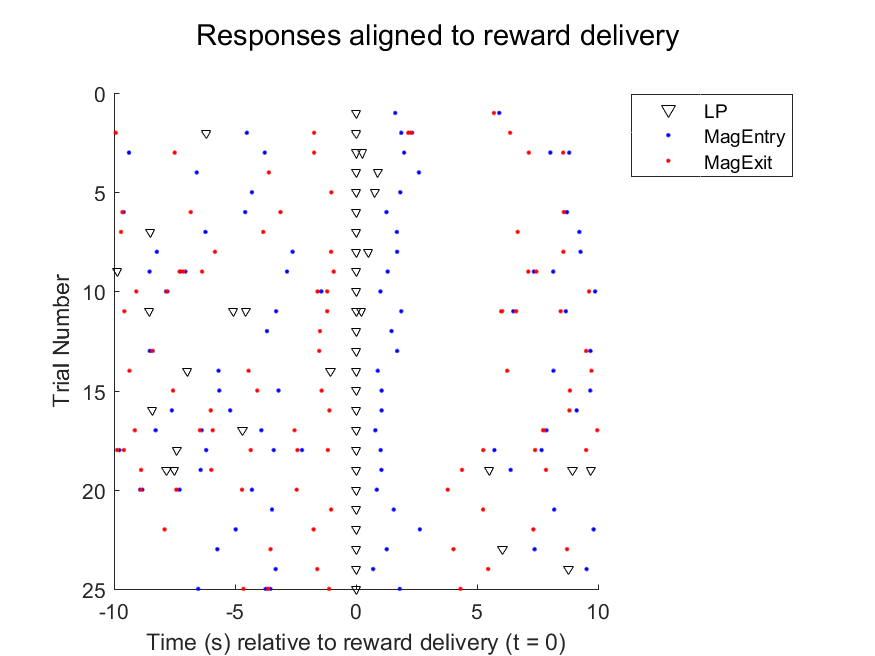 Responses aligned to reward delivery
LP
MagEntry
MagExit
Trial Number
0
5
10
15
20
25
-10
-5
0
5
10
Time (s) relative to reward delivery (t = 0)